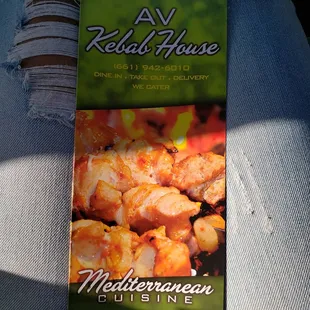 AV
Kebab House
(661) 942-6010
DINE IN • TAKE OUT • DELIVERY
WE CATER
Mediterranean
CUISINE